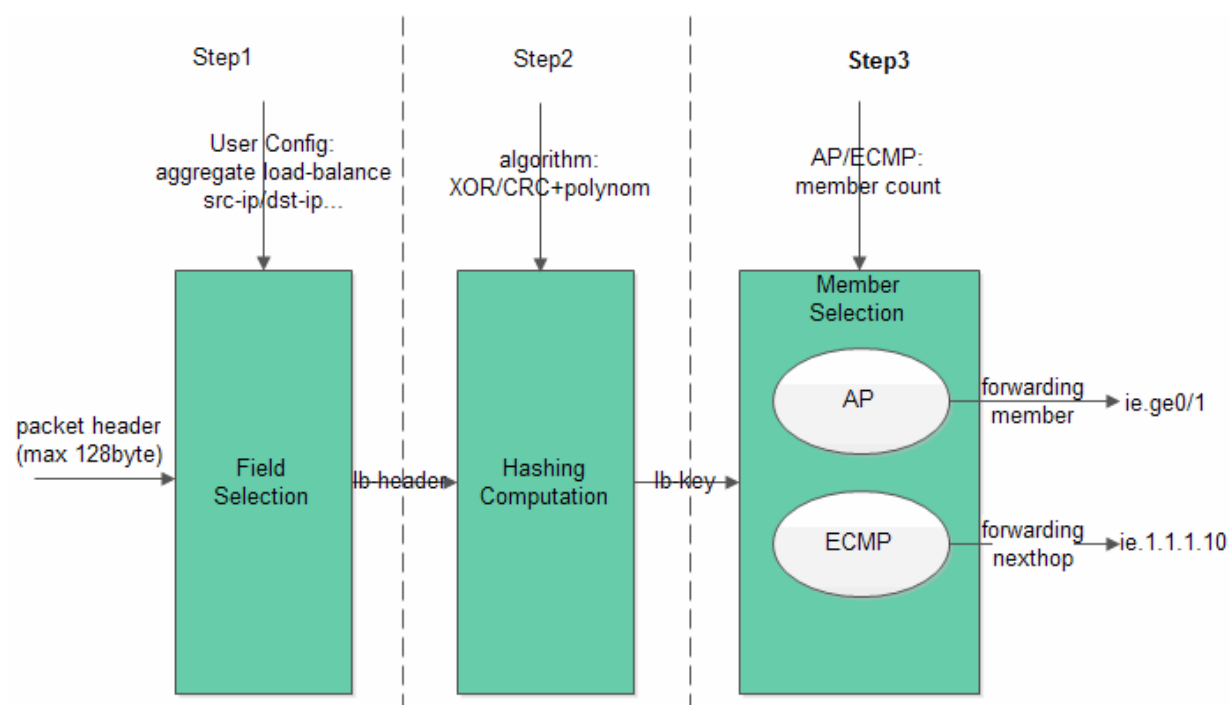 Step1
Step2
Step3
User Config:
aggregate load-balance
src-ip/dst-ip...
algorithm:
XOR/CRC+polynom
AP/ECMP:
member count
packet header
(max 128byte)
Field
Selection
lb-header
Hashing
Computation
lb-key
Member
Selection
AP
forwarding
member
ie.ge0/1
ECMP
forwarding
nexthop
ie.1.1.1.10